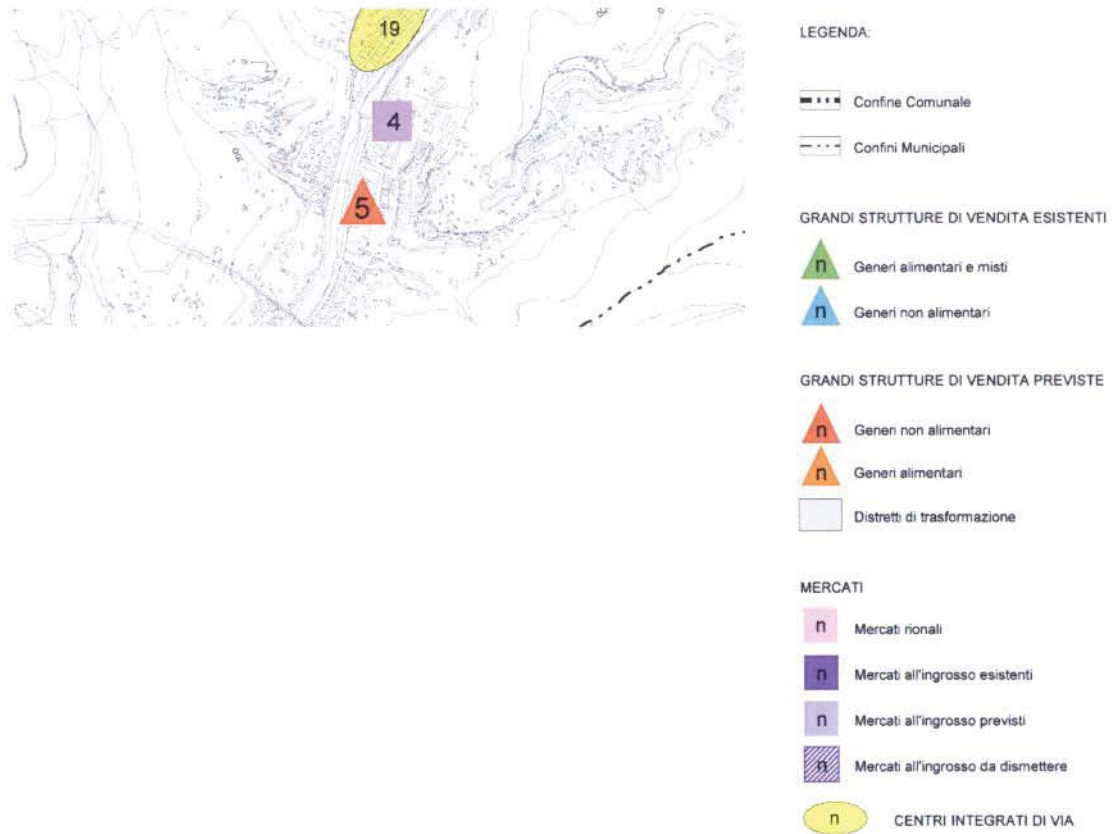 19
4
5
LEGENDA:
Confine Comunale
Confini Municipali
GRANDI STRUTTURE DI VENDITA ESISTENTI
n Generi alimentari e misti
n Generi non alimentari
GRANDI STRUTTURE DI VENDITA PREVISTE
n Generi non alimentari
n Generi alimentari
Distretti di trasformazione
MERCATI
n Mercati rionali
n Mercati all'ingrosso esistenti
n Mercati all'ingrosso previsti
n Mercati all'ingrosso da dismettere
n CENTRI INTEGRATI DI VIA